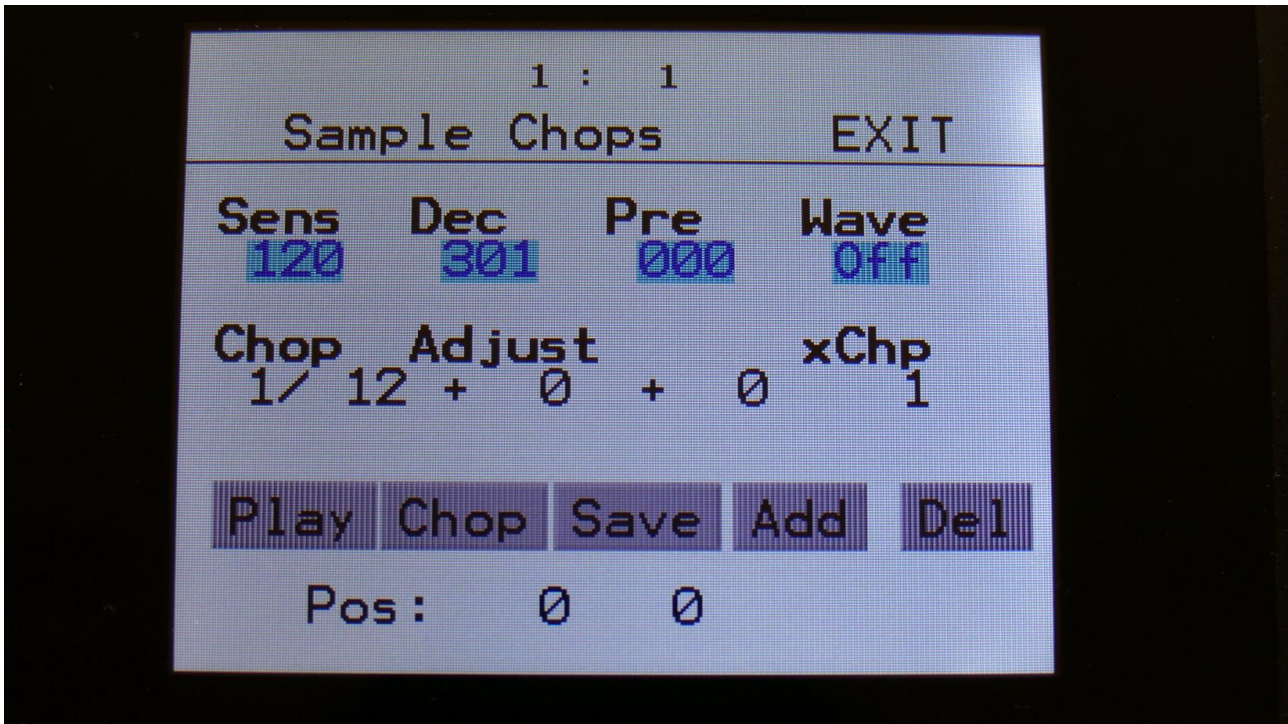 1 : 1
Sample Chops EXIT
Sens Dec Pre Wave
120 301 000 Off
Chop Adjust xChp
1/ 12 + 0 + 0 1
Play Chop Save Add Del
Pos: 0 0